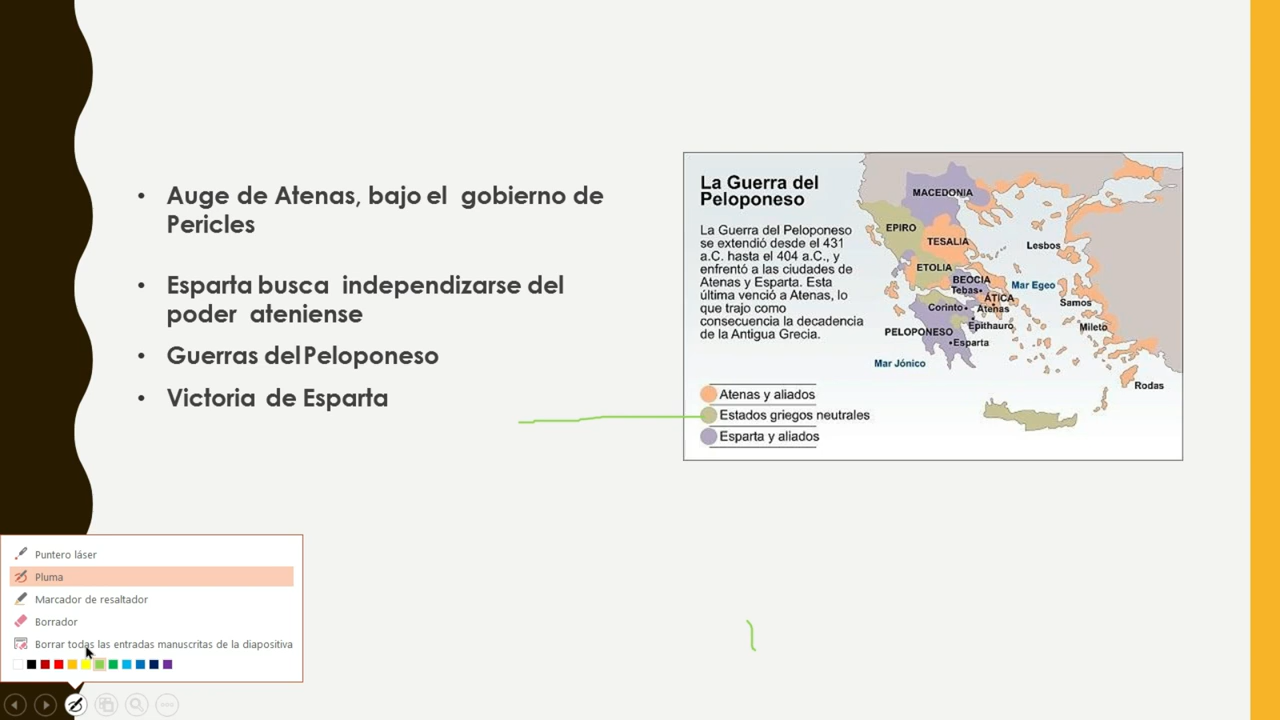 • Auge de Atenas, bajo el gobierno de
Pericles
• Esparta busca independizarse del
poder ateniense
• Guerras del Peloponeso
• Victoria de Esparta
La Guerra del
Peloponeso
La Guerra del Peloponeso
se extendió desde el 431
a.C. hasta el 404 a.C., y
enfrentó a las ciudades de
Atenas y Esparta. Esta
última venció a Atenas, lo
que trajo como
consecuencia la decadencia
de la Antigua Grecia.
MACEDONIA
EPIRO
TESALIA
Lesbos
ETOLIA
BEOCIA
Mar Egeo
Tebas
ÁTICA
Samos
Corinto
Atenas
Epithauro
Mileto
PELOPONESO
Esparta
Mar Jónico
Rodas
Atenas y aliados
Estados griegos neutrales
Esparta y aliados
Puntero láser
Pluma
Marcador de resaltador
Borrador
Borrar todas las entradas manuscritas de la diapositiva